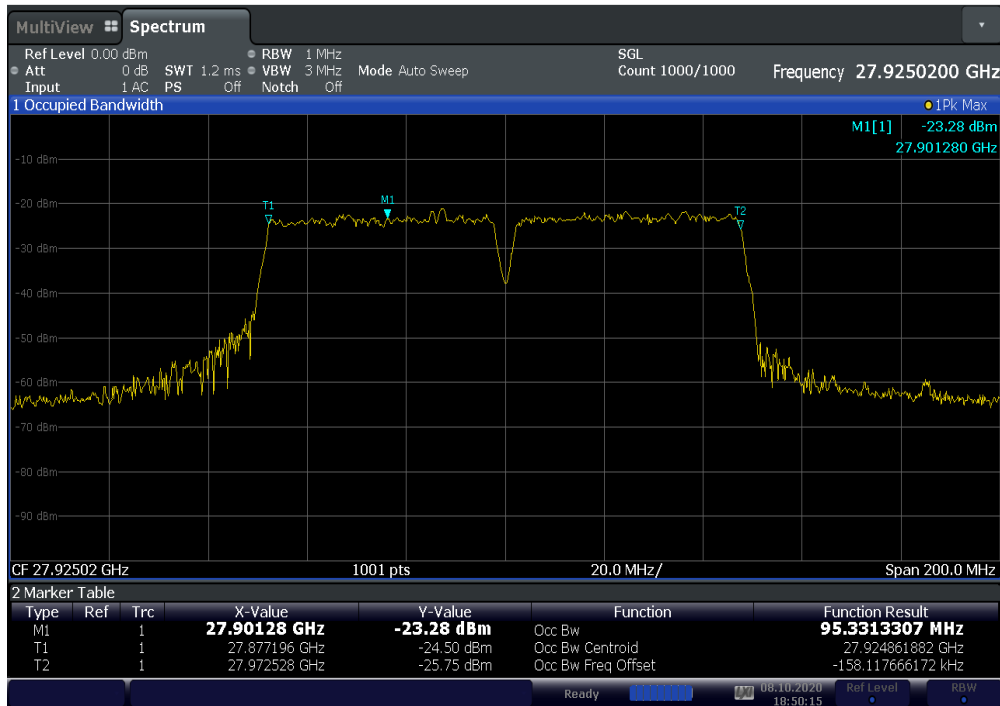 MultiView Spectrum
Ref Level 0.00 dBm RBW 1 MHz SGL
Att 0 dB SWT 1.2 ms VBW 3 MHz Mode Auto Sweep Count 1000/1000 Frequency 27.9250200 GHz
Input 1 AC PS Off Notch Off
1 Occupied Bandwidth 1Pk Max
M1[1] -23.28 dBm
27.901280 GHz
-10 dBm
-20 dBm
M1
T1
T2
-30 dBm
-40 dBm
-50 dBm
-60 dBm
-70 dBm
-80 dBm
-90 dBm
CF 27.92502 GHz 1001 pts 20.0 MHz/ Span 200.0 MHz
2 Marker Table
Type Ref Trc X-Value Y-Value Function Function Result
M1 1 27.90128 GHz -23.28 dBm Occ Bw 95.3313307 MHz
T1 1 27.877196 GHz -24.50 dBm Occ Bw Centroid 27.924861882 GHz
T2 1 27.972528 GHz -25.75 dBm Occ Bw Freq Offset -158.117666172 kHz
Ready 08.10.2020 Ref Level RBW
18:50:15